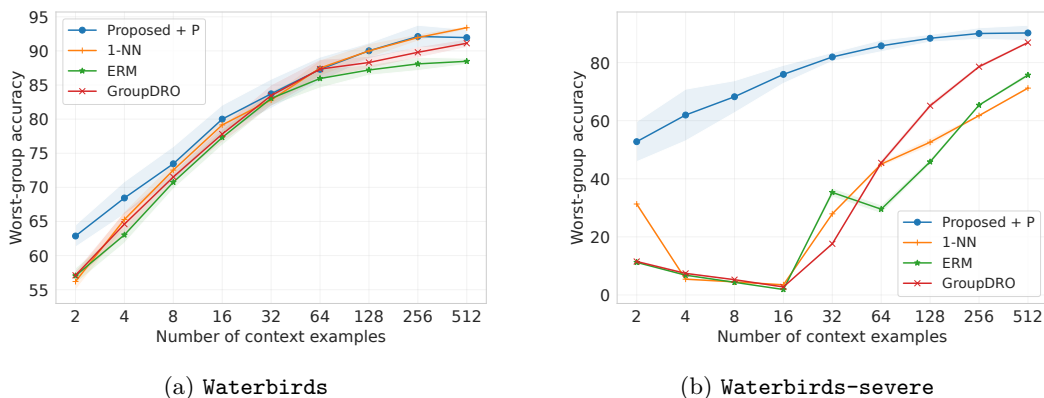 95
90
85
80
75
70
65
60
55
Worst-group accuracy
Proposed + P
1-NN
ERM
GroupDRO
2 4 8 16 32 64 128 256 512
Number of context examples
(a) Waterbirds
80
60
40
20
0
Worst-group accuracy
Proposed + P
1-NN
ERM
GroupDRO
2 4 8 16 32 64 128 256 512
Number of context examples
(b) Waterbirds-severe